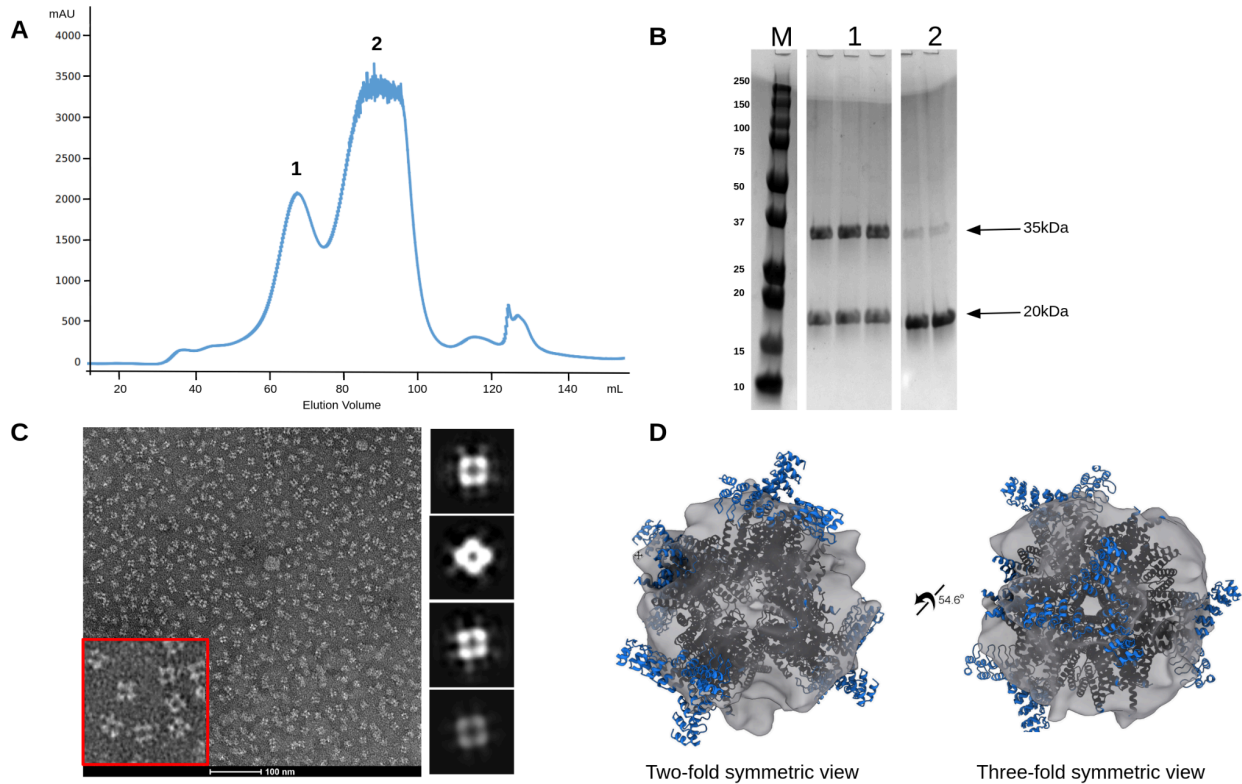 A
mAU
4000
3500
3000
2500
2000
1500
1000
500
0
1
2
20
40
60
80
100
120
140
mL
Elution Volume
B
M
1
2
250
150
100
75
50
37
25
20
15
10
35kDa
20kDa
C
100 nm
D
54.6º
Two-fold symmetric view
Three-fold symmetric view